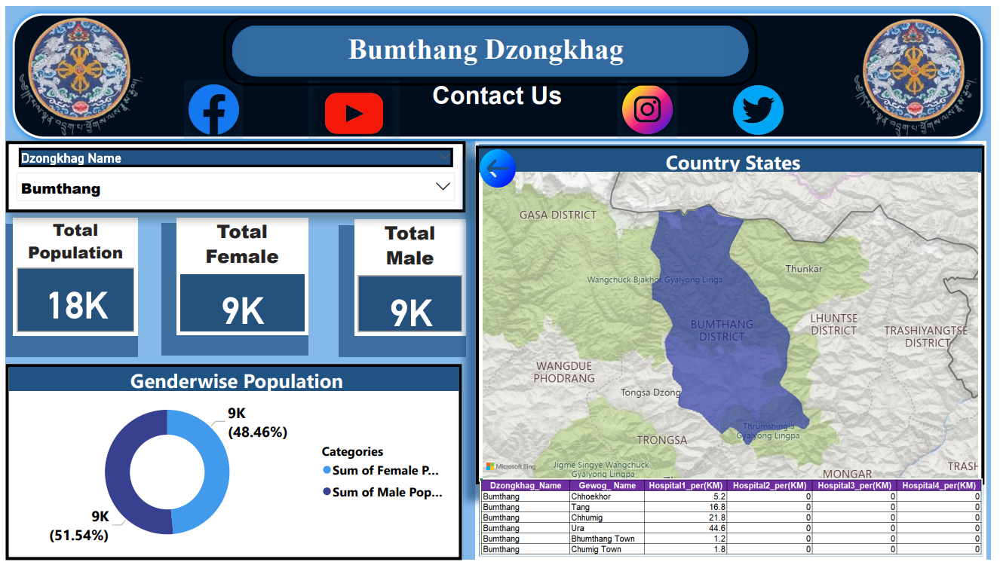 Bumthang Dzongkhag
Contact Us
Dzongkhag Name
Bumthang
Total
Population
18K
Total
Female
9K
Total
Male
9K
Genderwise Population
9K
(48.46%)
9K
(51.54%)
Categories
Sum of Female P...
Sum of Male Pop...
Country States
GASA DISTRICT
Thunkar
Wangchuck Bjakhor Gyalyong Linga
BUMTHANG
DISTRICT
LHUNTSE
DISTRICT
TRASHIYANGTSE
DISTRICT
WANGDUE
PHODRANG
Tongsa Dzong
Thrumshingla
Gyalyong Lingpa
TRONGSA
Jigme Singye Wangchuck
Gyalyong Lingpa
Microsoft Bing
MONGAR
TRASH
Dzongkhag_Name Gewog_ Name Hospital1_per(KM) Hospital2_per(KM) Hospital3_per(KM) Hospital4_per(KM)
Bumthang Chhoekhor 5.2 0 0 0
Bumthang Tang 16.8 0 0 0
Bumthang Chhumig 21.8 0 0 0
Bumthang Ura 44.6 0 0 0
Bumthang Bhumthang Town 1.2 0 0 0
Bumthang Chumig Town 1.8 0 0 0